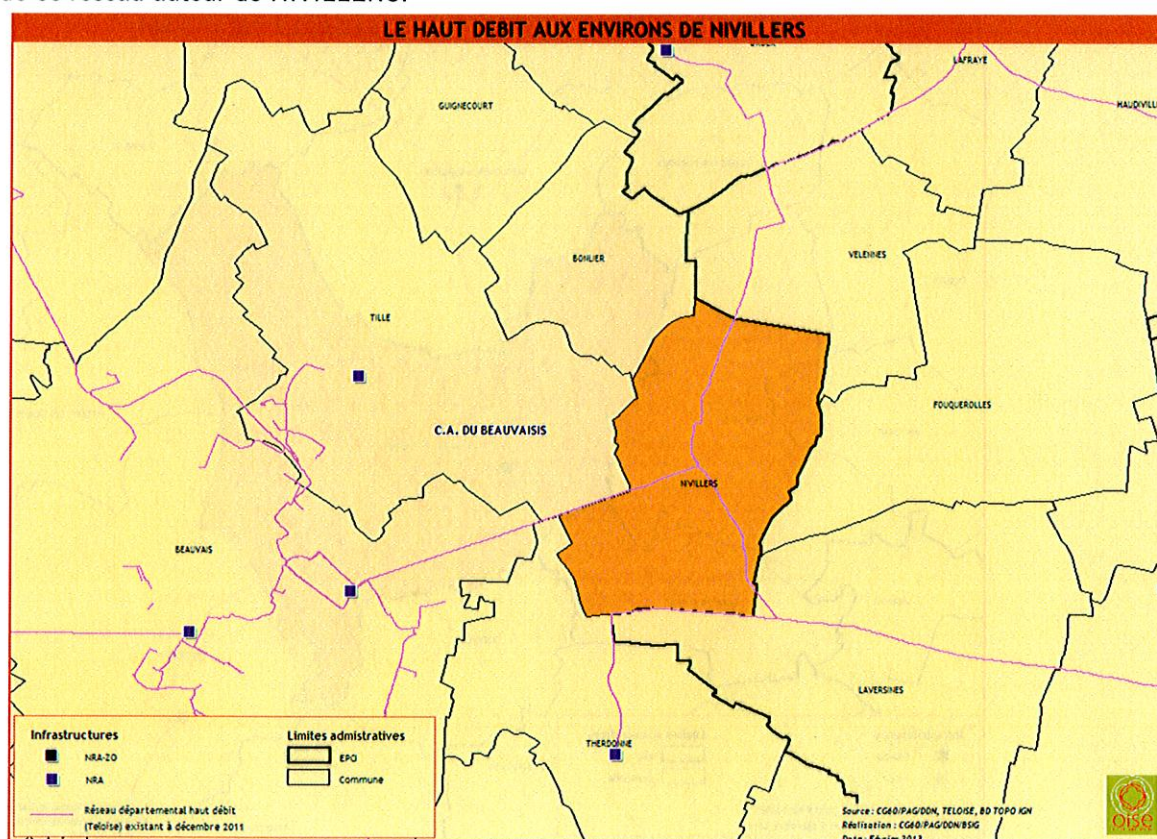 LE HAUT DEBIT AUX ENVIRONS DE NIVILLERS
LAFRAYE
GUIGNECOURT
HAUDIVILLE
BONLIER
VELENNES
TILLE
FOUQUEROLLES
C.A. DU BEAUVAISIS
NIVILLERS
BEAUVAIS
LAVERSINES
THERDONNE
Infrastructures
NRA-ZO
NRA
Réseau départemental haut débit
(Teloise) existant à décembre 2011
Limites admistratives
EPCI
Commune
Source : CG60/PAG/DDN, TELOISE, BD TOPO IGN
Réalisation : CG60/PAG/DDN/BSIG
oise